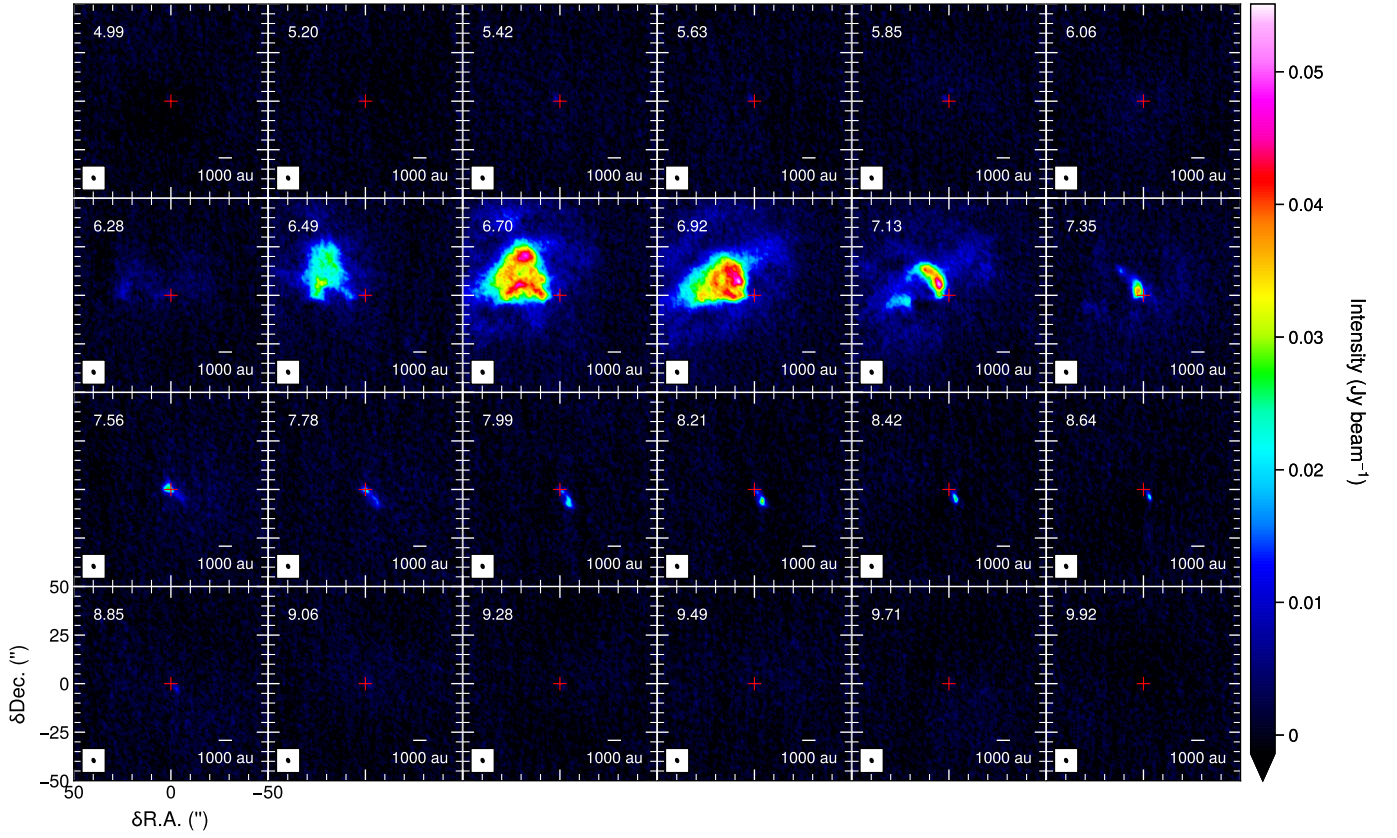 4.99 5.20 5.42 5.63 5.85 6.06
1000 au 1000 au 1000 au 1000 au 1000 au 1000 au
6.28 6.49 6.70 6.92 7.13 7.35
1000 au 1000 au 1000 au 1000 au 1000 au 1000 au
7.56 7.78 7.99 8.21 8.42 8.64
1000 au 1000 au 1000 au 1000 au 1000 au 1000 au
8.85 9.06 9.28 9.49 9.71 9.92
1000 au 1000 au 1000 au 1000 au 1000 au 1000 au
50
25
0
−25
−50
δDec. ('')
50 0 −50
δR.A. ('')
0.05
0.04
0.03
0.02
0.01
0
Intensity (Jy beam⁻¹)